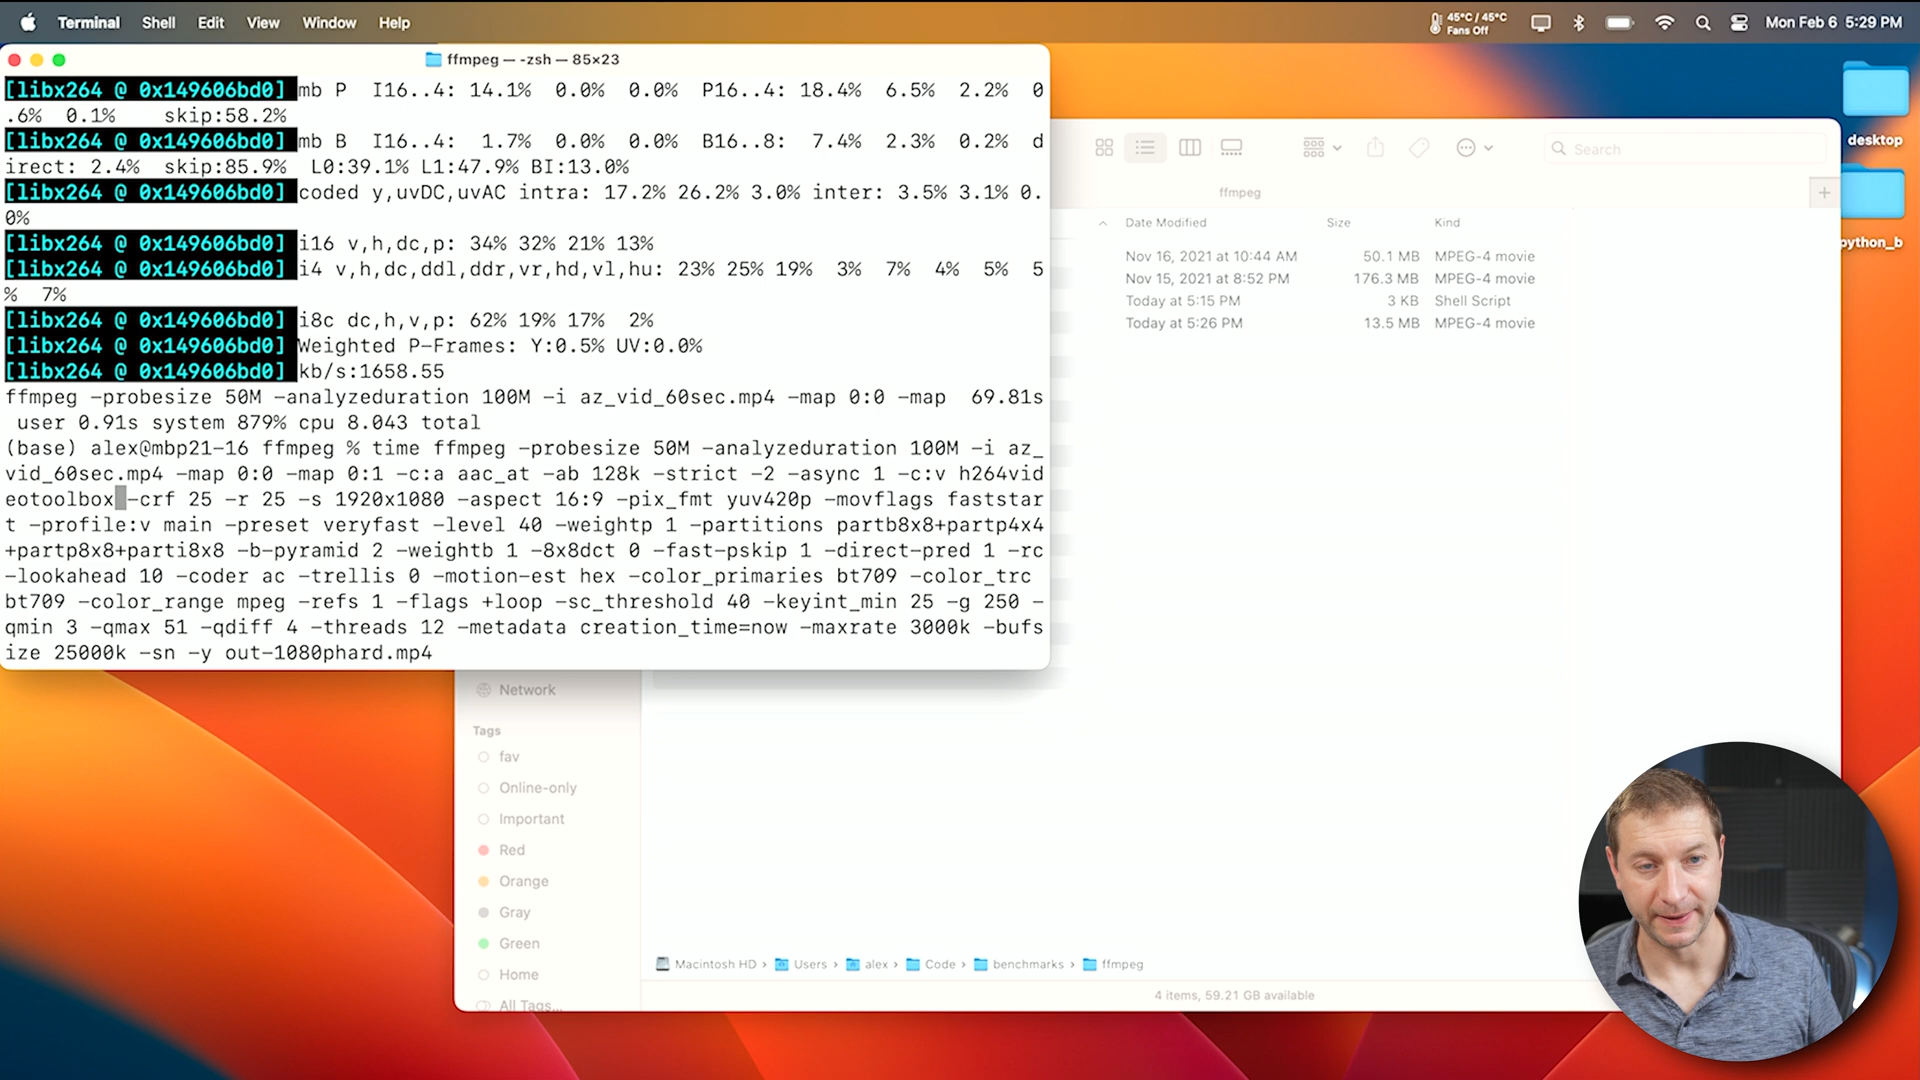 Terminal Shell Edit View Window Help
45°C / 45°C
Fans Off
Mon Feb 6 5:29 PM
ffmpeg — -zsh — 85×23
[libx264 @ 0x149606bd0] mb P  I16..4: 14.1%  0.0%  0.0%  P16..4: 18.4%  6.5%  2.2%  0
.6%  0.1%    skip:58.2%
[libx264 @ 0x149606bd0] mb B  I16..4:  1.7%  0.0%  0.0%  B16..8:  7.4%  2.3%  0.2%  d
irect: 2.4%  skip:85.9%  L0:39.1% L1:47.9% BI:13.0%
[libx264 @ 0x149606bd0] coded y,uvDC,uvAC intra: 17.2% 26.2% 3.0% inter: 3.5% 3.1% 0.
0%
[libx264 @ 0x149606bd0] i16 v,h,dc,p: 34% 32% 21% 13%
[libx264 @ 0x149606bd0] i4 v,h,dc,ddl,ddr,vr,hd,vl,hu: 23% 25% 19%  3%  7%  4%  5%  5
%  7%
[libx264 @ 0x149606bd0] i8c dc,h,v,p: 62% 19% 17%  2%
[libx264 @ 0x149606bd0] Weighted P-Frames: Y:0.5% UV:0.0%
[libx264 @ 0x149606bd0] kb/s:1658.55
ffmpeg -probesize 50M -analyzeduration 100M -i az_vid_60sec.mp4 -map 0:0 -map  69.81s
 user 0.91s system 879% cpu 8.043 total
(base) alex@mbp21-16 ffmpeg % time ffmpeg -probesize 50M -analyzeduration 100M -i az_
vid_60sec.mp4 -map 0:0 -map 0:1 -c:a aac_at -ab 128k -strict -2 -async 1 -c:v h264vid
eotoolbox -crf 25 -r 25 -s 1920x1080 -aspect 16:9 -pix_fmt yuv420p -movflags faststar
t -profile:v main -preset veryfast -level 40 -weightp 1 -partitions partb8x8+partp4x4
+partp8x8+parti8x8 -b-pyramid 2 -weightb 1 -8x8dct 0 -fast-pskip 1 -direct-pred 1 -rc
-lookahead 10 -coder ac -trellis 0 -motion-est hex -color_primaries bt709 -color_trc
bt709 -color_range mpeg -refs 1 -flags +loop -sc_threshold 40 -keyint_min 25 -g 250 -
qmin 3 -qmax 51 -qdiff 4 -threads 12 -metadata creation_time=now -maxrate 3000k -bufs
ize 25000k -sn -y out-1080phard.mp4
Search
ffmpeg
Date Modified Size Kind
Nov 16, 2021 at 10:44 AM 50.1 MB MPEG-4 movie
Nov 15, 2021 at 8:52 PM 176.3 MB MPEG-4 movie
Today at 5:15 PM 3 KB Shell Script
Today at 5:26 PM 13.5 MB MPEG-4 movie
desktop
python_b
Network
Tags
fav
Online-only
Important
Red
Orange
Gray
Green
Home
All Tags...
Macintosh HD › Users › alex › Code › benchmarks › ffmpeg
4 items, 59.21 GB available